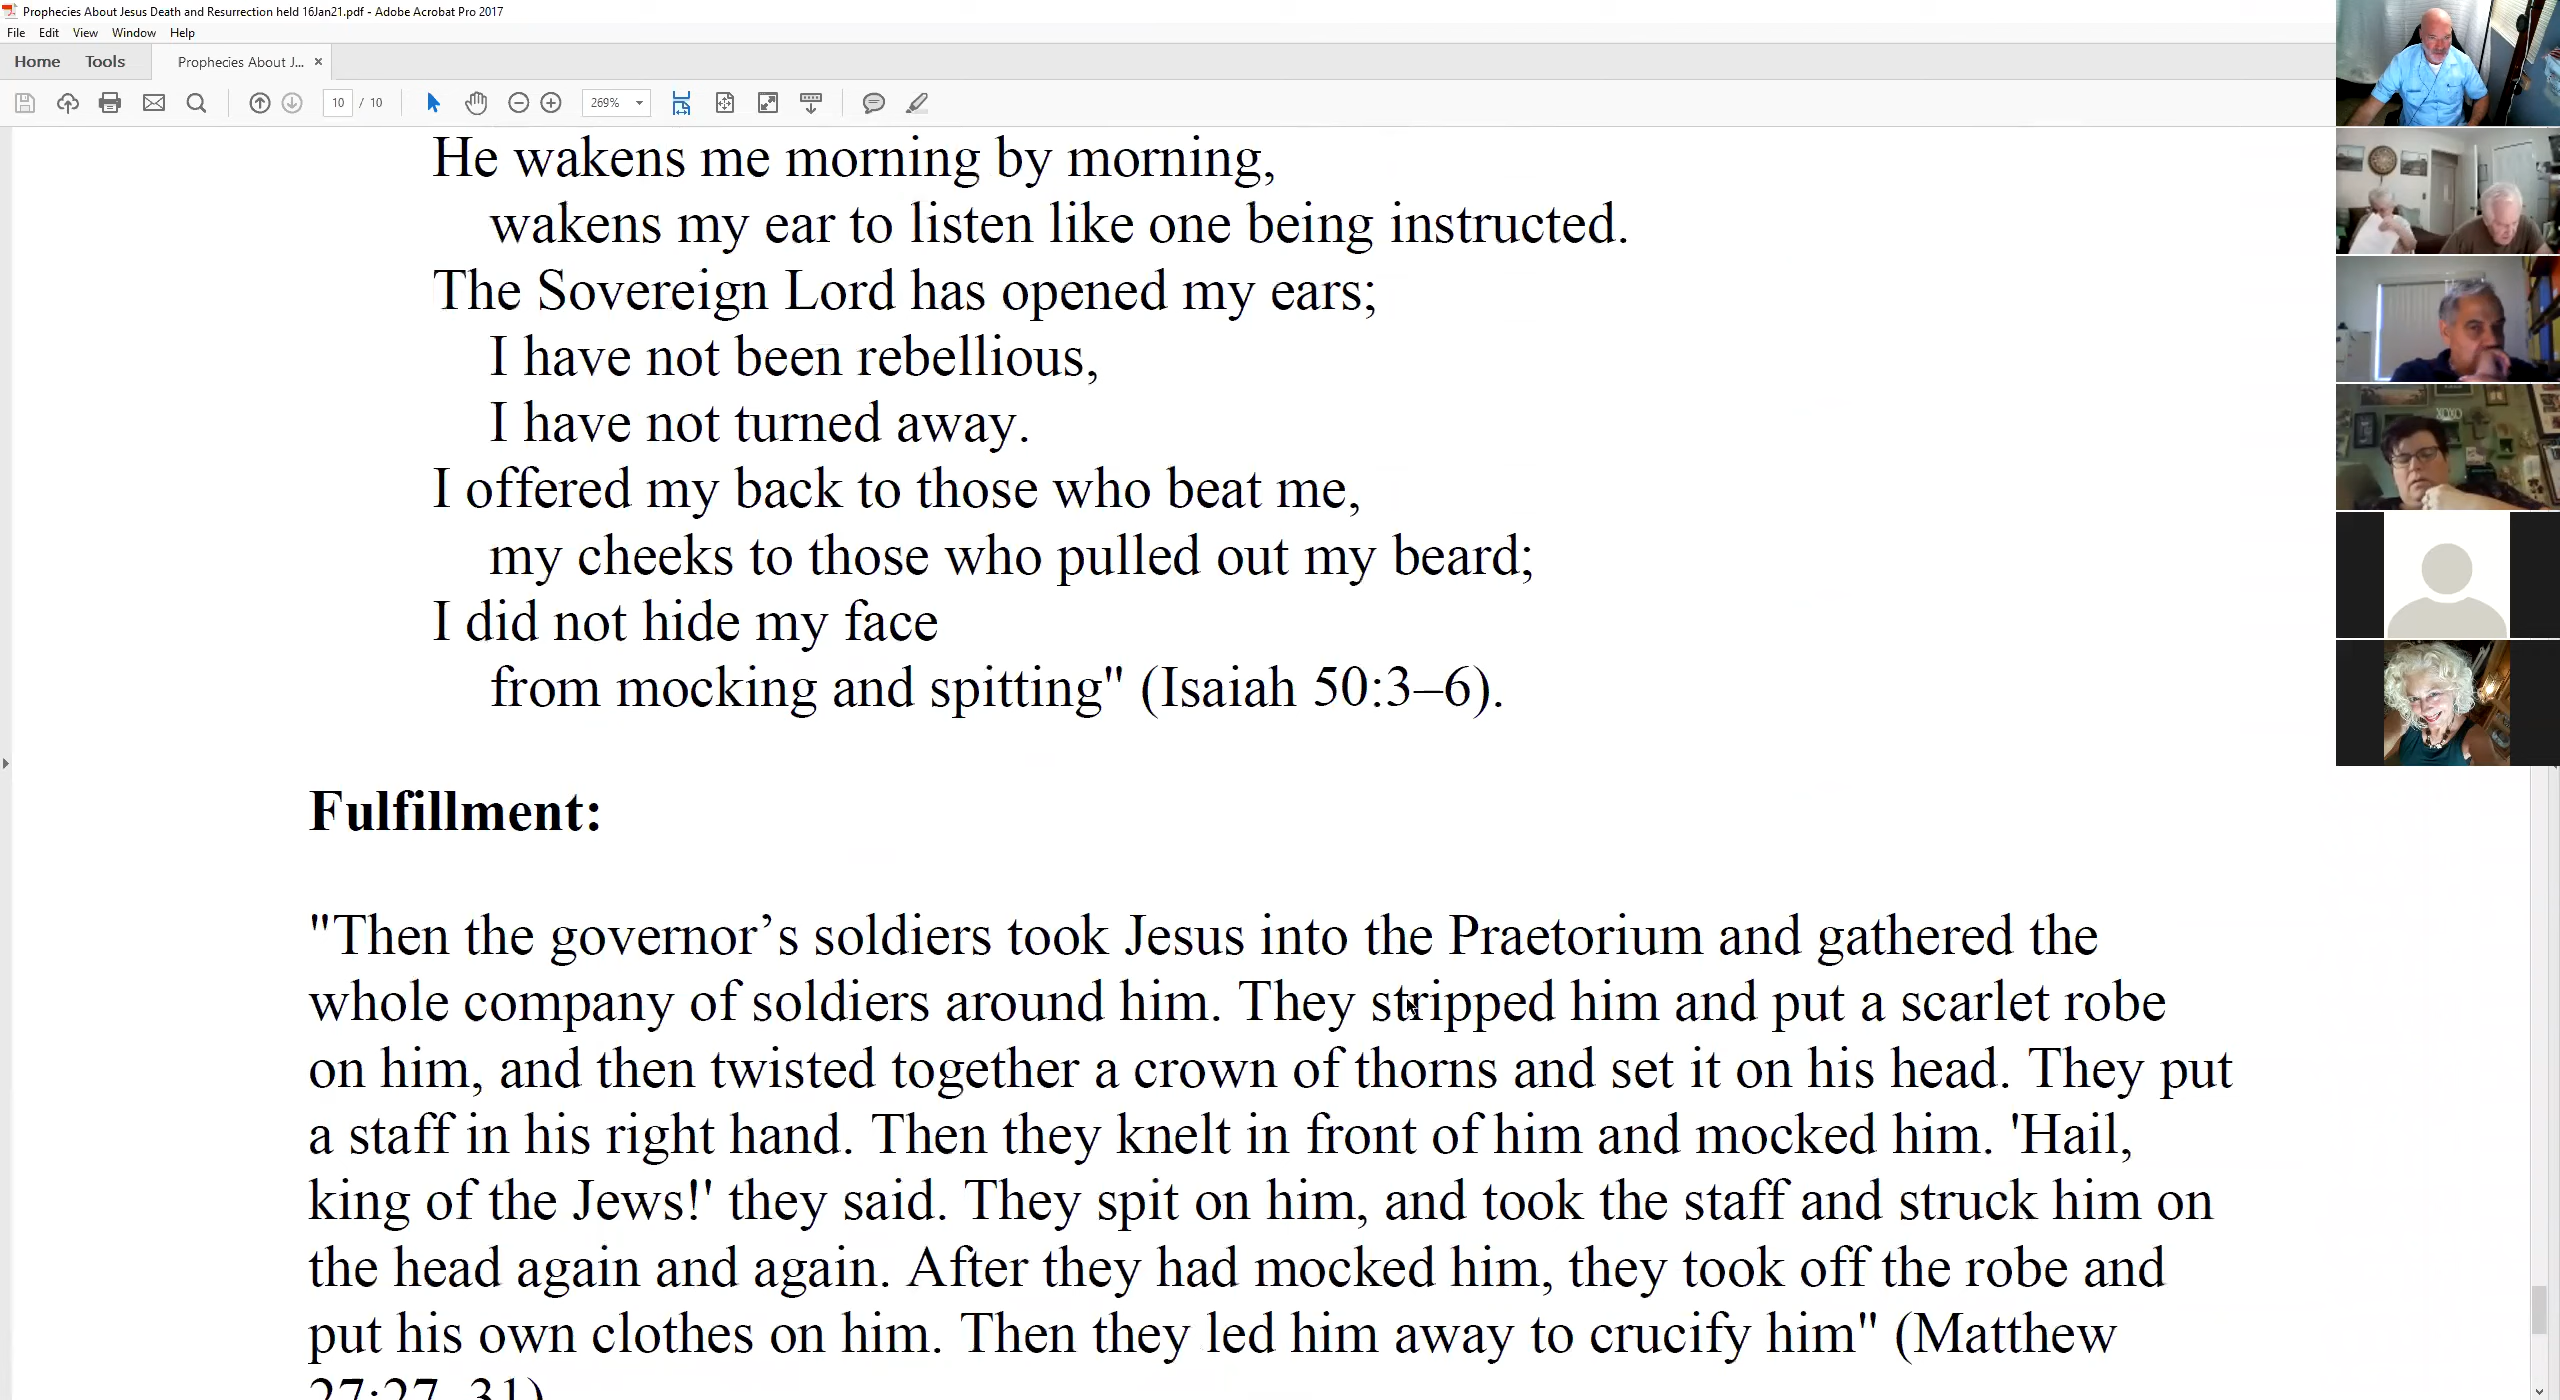 Prophecies About Jesus Death and Resurrection held 16Jan21.pdf - Adobe Acrobat Pro 2017
File Edit View Window Help
Home Tools Prophecies About J... ×
10 / 10 269%
He wakens me morning by morning,
wakens my ear to listen like one being instructed.
The Sovereign Lord has opened my ears;
I have not been rebellious,
I have not turned away.
I offered my back to those who beat me,
my cheeks to those who pulled out my beard;
I did not hide my face
from mocking and spitting" (Isaiah 50:3–6).
Fulfillment:
"Then the governor’s soldiers took Jesus into the Praetorium and gathered the
whole company of soldiers around him. They stripped him and put a scarlet robe
on him, and then twisted together a crown of thorns and set it on his head. They put
a staff in his right hand. Then they knelt in front of him and mocked him. 'Hail,
king of the Jews!' they said. They spit on him, and took the staff and struck him on
the head again and again. After they had mocked him, they took off the robe and
put his own clothes on him. Then they led him away to crucify him" (Matthew
27:27–31)
XOXO